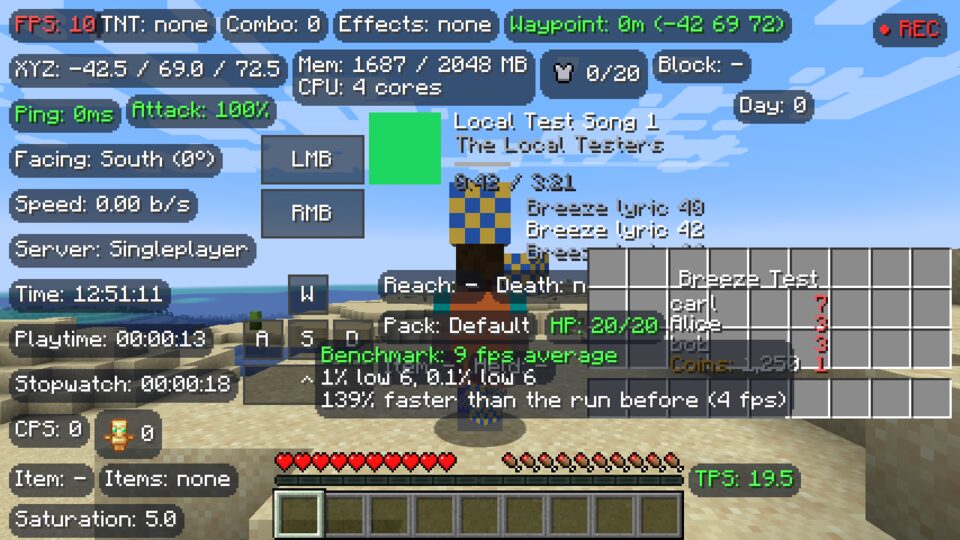 FPS: 10
TNT: none
Combo: 0
Effects: none
Waypoint: 0m (-42 69 72)
REC
XYZ: -42.5 / 69.0 / 72.5
Mem: 1687 / 2048 MB
CPU: 4 cores
0/20
Block: -
Day: 0
Ping: 0ms
Attack: 100%
Local Test Song 1
The Local Testers
0:42 / 3:21
Facing: South (0°)
LMB
RMB
Speed: 0.00 b/s
Breeze lyric 40
Breeze lyric 42
Breeze
Server: Singleplayer
Breeze Test
Reach: -
Death: n
Time: 12:51:11
W
carl 7
Alice 3
bob 3
Coins: 1,250 1
Pack: Default
HP: 20/20
Playtime: 00:00:13
A
S
D
Benchmark: 9 fps average
1% low 6, 0.1% low 6
139% faster than the run before (4 fps)
Stopwatch: 00:00:18
^
CPS: 0
0
Item: -
Items: none
TPS: 19.5
Saturation: 5.0